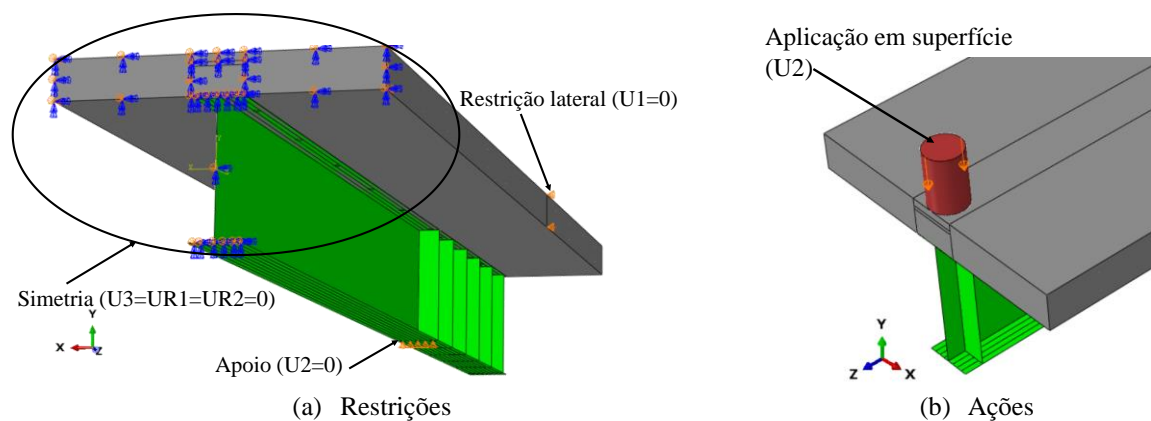 Aplicação em superfície
(U2)
Restrição lateral (U1=0)
Simetria (U3=UR1=UR2=0)
Y
X
Z
Apoio (U2=0)
Y
Z
X
(a) Restrições
(b) Ações